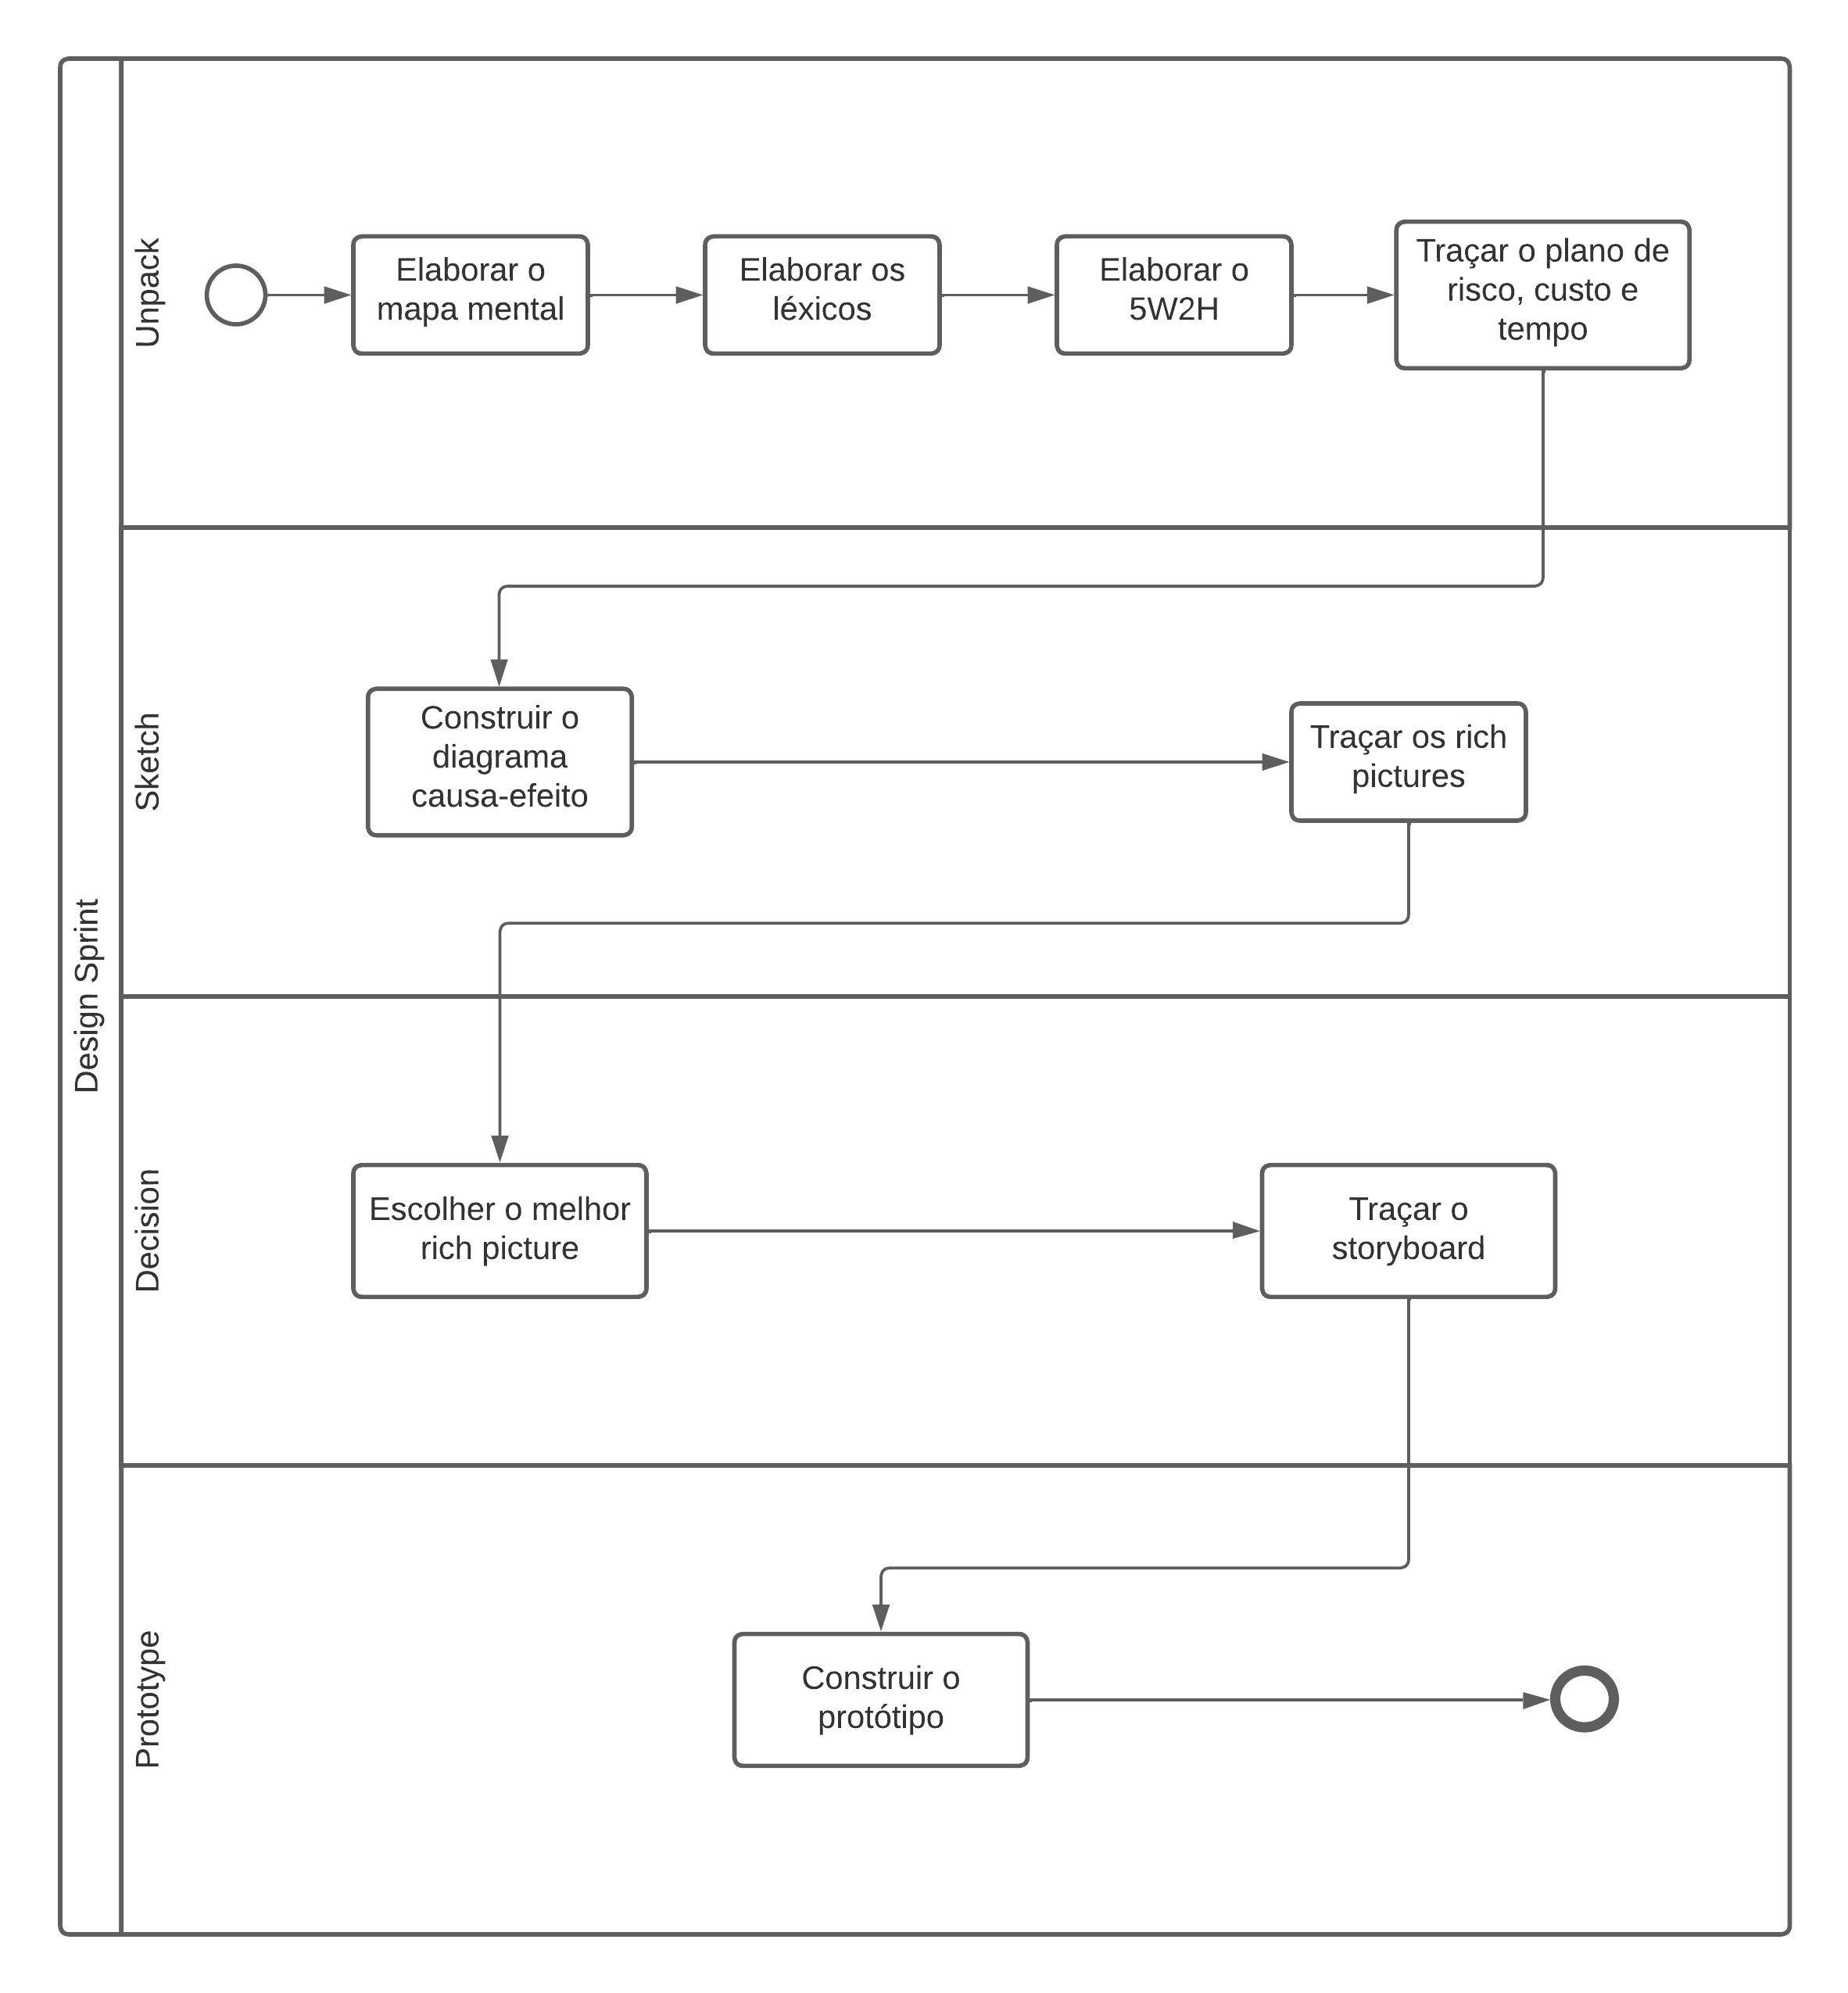 Design Sprint
Unpack
Elaborar o
mapa mental
Elaborar os
léxicos
Elaborar o
5W2H
Traçar o plano de
risco, custo e
tempo
Sketch
Construir o
diagrama
causa-efeito
Traçar os rich
pictures
Decision
Escolher o melhor
rich picture
Traçar o
storyboard
Prototype
Construir o
protótipo